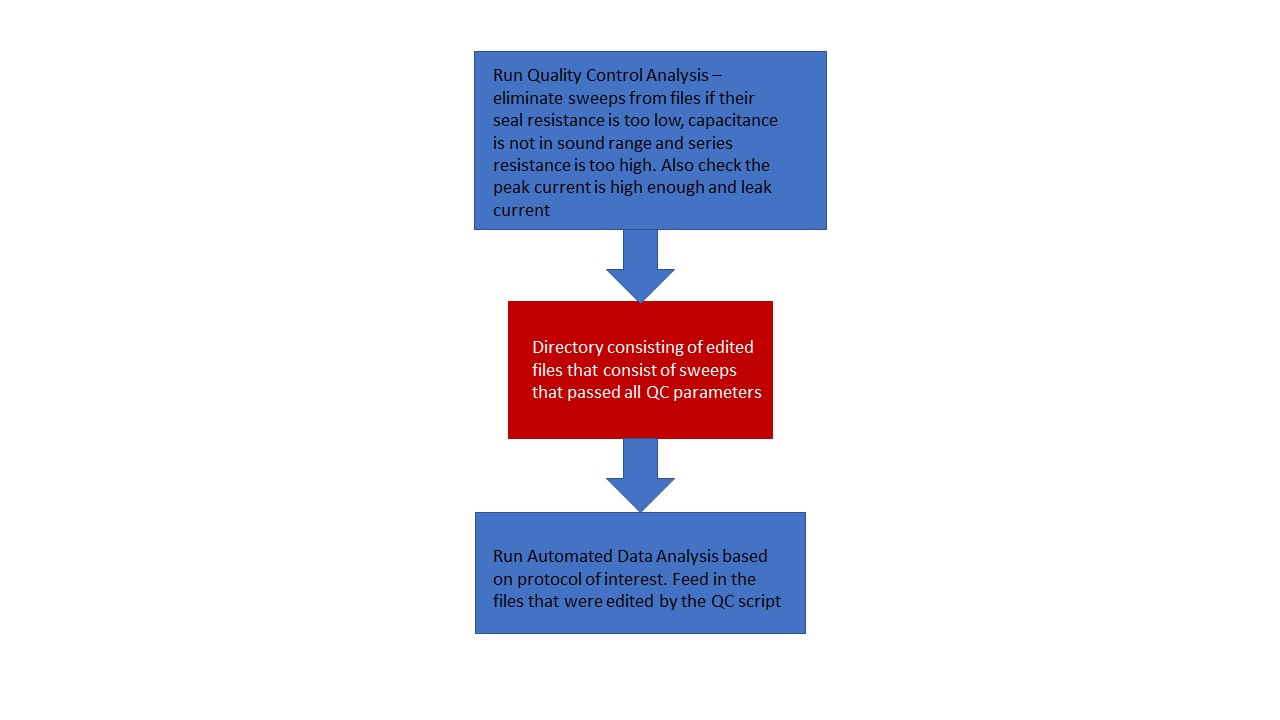 Run Quality Control Analysis –
eliminate sweeps from files if their
seal resistance is too low, capacitance
is not in sound range and series
resistance is too high. Also check the
peak current is high enough and leak
current
Directory consisting of edited
files that consist of sweeps
that passed all QC parameters
Run Automated Data Analysis based
on protocol of interest. Feed in the
files that were edited by the QC script